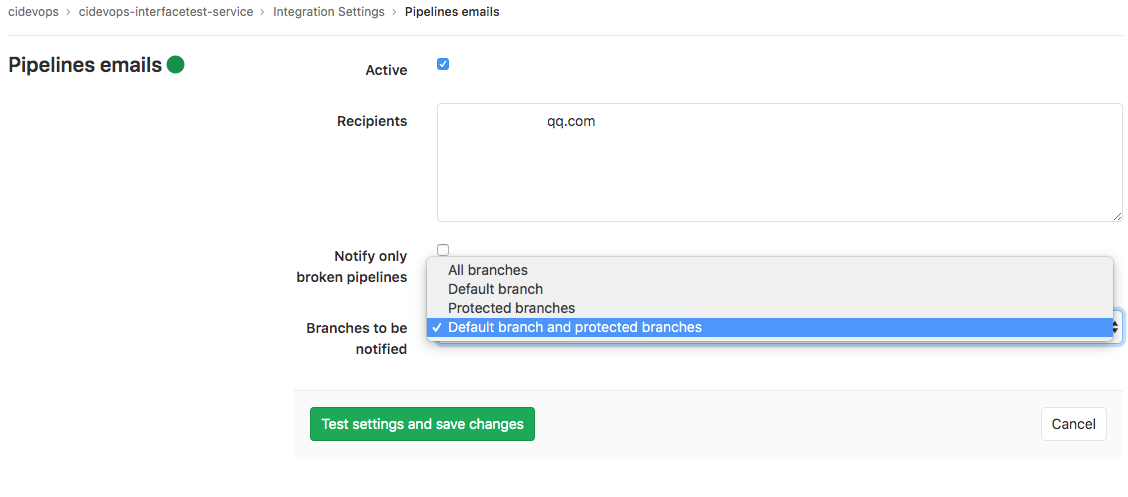 cidevops › cidevops-interfacetest-service › Integration Settings › Pipelines emails
Pipelines emails
Active
Recipients
qq.com
Notify only
broken pipelines
All branches
Default branch
Protected branches
✓ Default branch and protected branches
Branches to be
notified
Test settings and save changes
Cancel